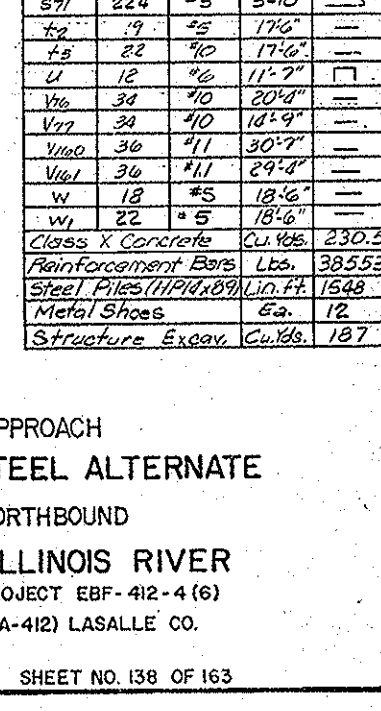 S71 224 #5 5-10
t2 19 #5 17'-6"
t5 22 #10 17'-6"
u 12 #6 11'-7"
V76 34 #10 20'-4"
V77 34 #10 14'-9"
V160 36 #11 30'-7"
V161 36 #11 29'-4"
w 18 #5 18'-6"
W1 22 #5 18'-6"
Class X Concrete Cu. Yds. 230.5
Reinforcement Bars Lbs. 38553
Steel Piles (HP14x89) Lin. ft. 1548
Metal Shoes Ea. 12
Structure Excav. Cu. Yds. 187
PPROACH
TEEL ALTERNATE
ORTHBOUND
LLINOIS RIVER
OJECT EBF-412-4(6)
A-412) LASALLE CO.
SHEET NO. 138 OF 163